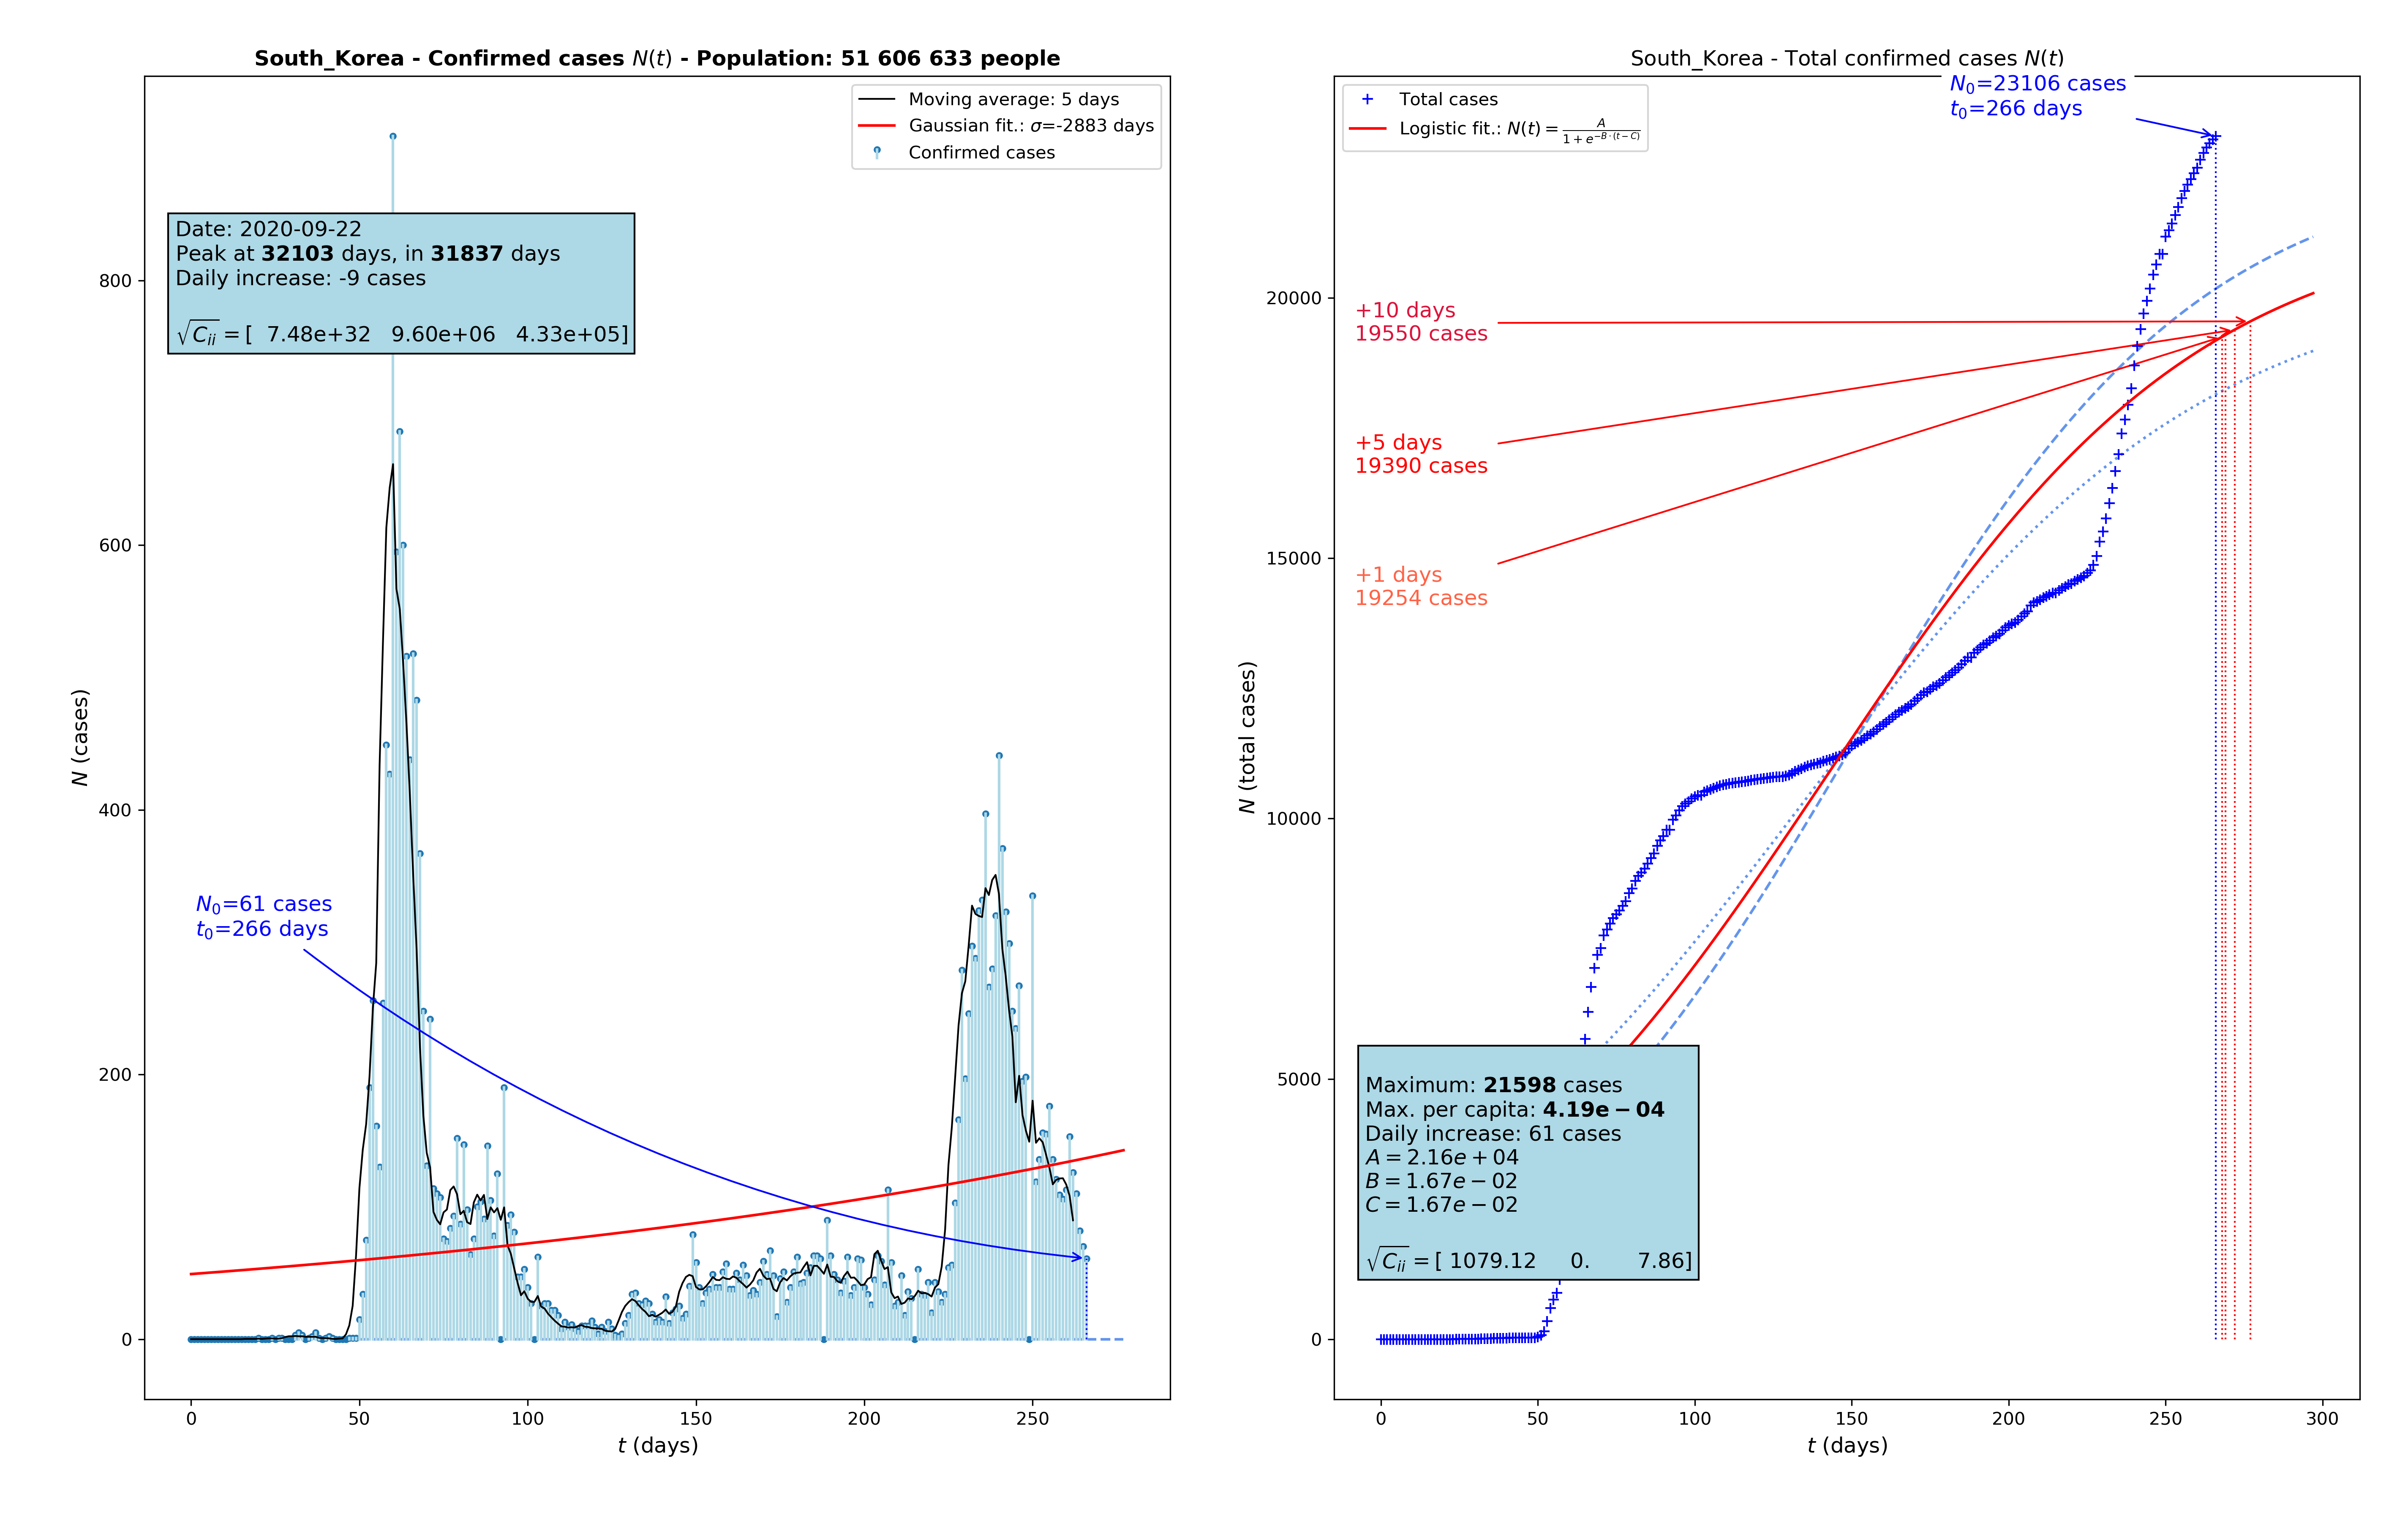 South_Korea - Confirmed cases N(t) - Population: 51 606 633 people
Moving average: 5 days
Gaussian fit.: σ=-2883 days
Confirmed cases
Date: 2020-09-22
Peak at 32103 days, in 31837 days
Daily increase: -9 cases
√C_ii = [ 7.48e+32 9.60e+06 4.33e+05]
N_0=61 cases
t_0=266 days
800
600
400
200
0
N (cases)
0 50 100 150 200 250
t (days)
South_Korea - Total confirmed cases N(t)
Total cases
Logistic fit.: N(t) = A / (1 + e^{-B·(t-C)})
N_0=23106 cases
t_0=266 days
+10 days
19550 cases
+5 days
19390 cases
+1 days
19254 cases
Maximum: 21598 cases
Max. per capita: 4.19e − 04
Daily increase: 61 cases
A = 2.16e + 04
B = 1.67e − 02
C = 1.67e − 02
√C_ii = [ 1079.12 0. 7.86]
20000
15000
10000
5000
0
N (total cases)
0 50 100 150 200 250 300
t (days)